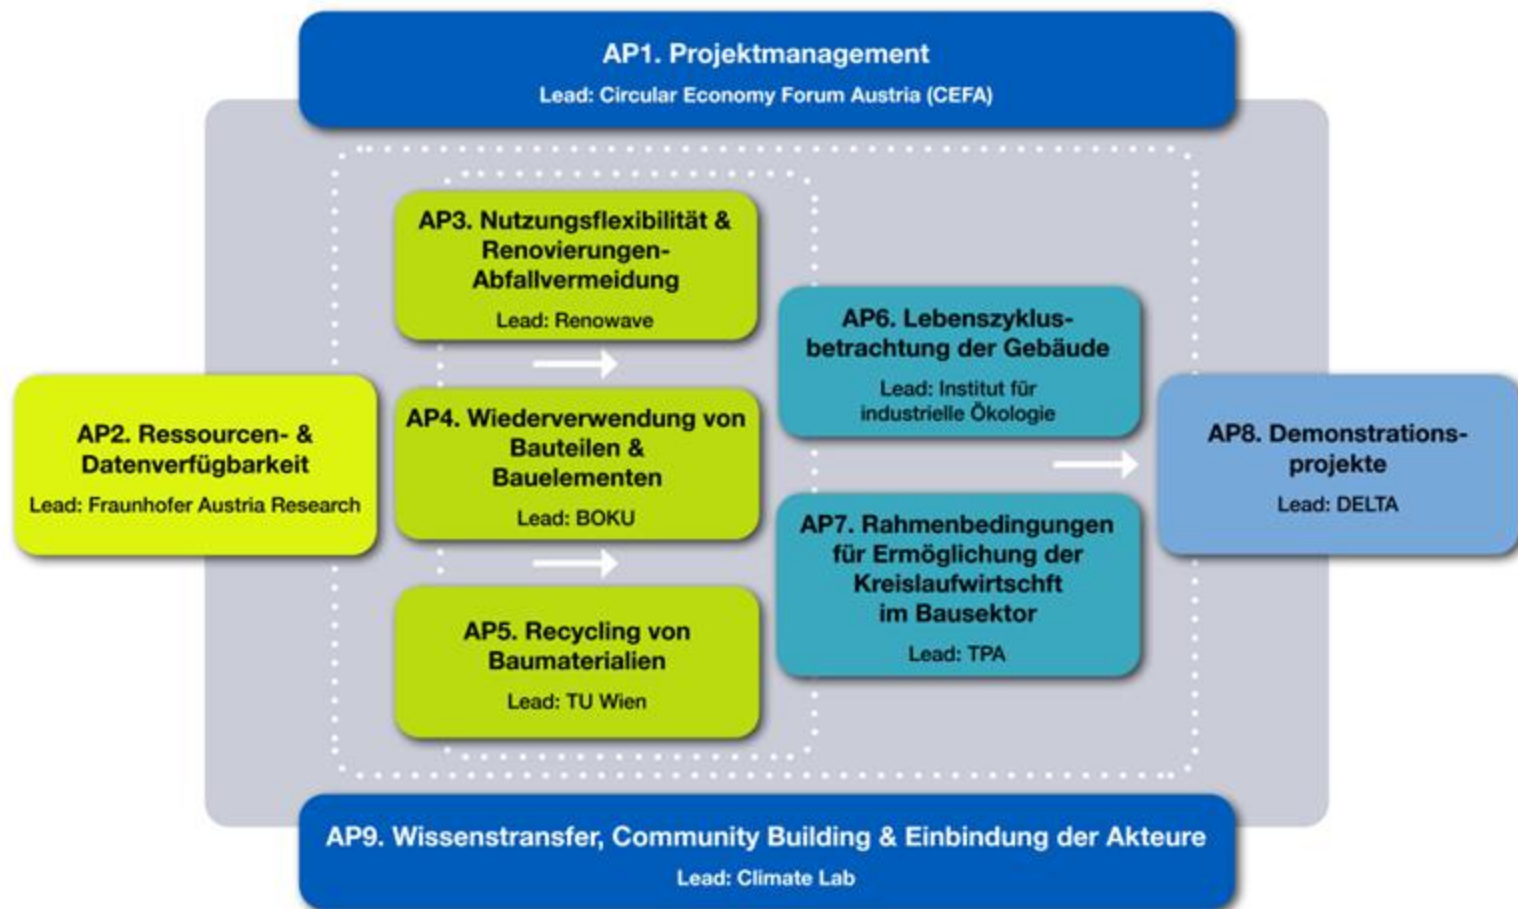 AP1. Projektmanagement
Lead: Circular Economy Forum Austria (CEFA)
AP2. Ressourcen- &
Datenverfügbarkeit
Lead: Fraunhofer Austria Research
AP3. Nutzungsflexibilität &
Renovierungen-
Abfallvermeidung
Lead: Renowave
AP4. Wiederverwendung von
Bauteilen &
Bauelementen
Lead: BOKU
AP5. Recycling von
Baumaterialien
Lead: TU Wien
AP6. Lebenszyklus-
betrachtung der Gebäude
Lead: Institut für
industrielle Ökologie
AP7. Rahmenbedingungen
für Ermöglichung der
Kreislaufwirtschft
im Bausektor
Lead: TPA
AP8. Demonstrations-
projekte
Lead: DELTA
AP9. Wissenstransfer, Community Building & Einbindung der Akteure
Lead: Climate Lab